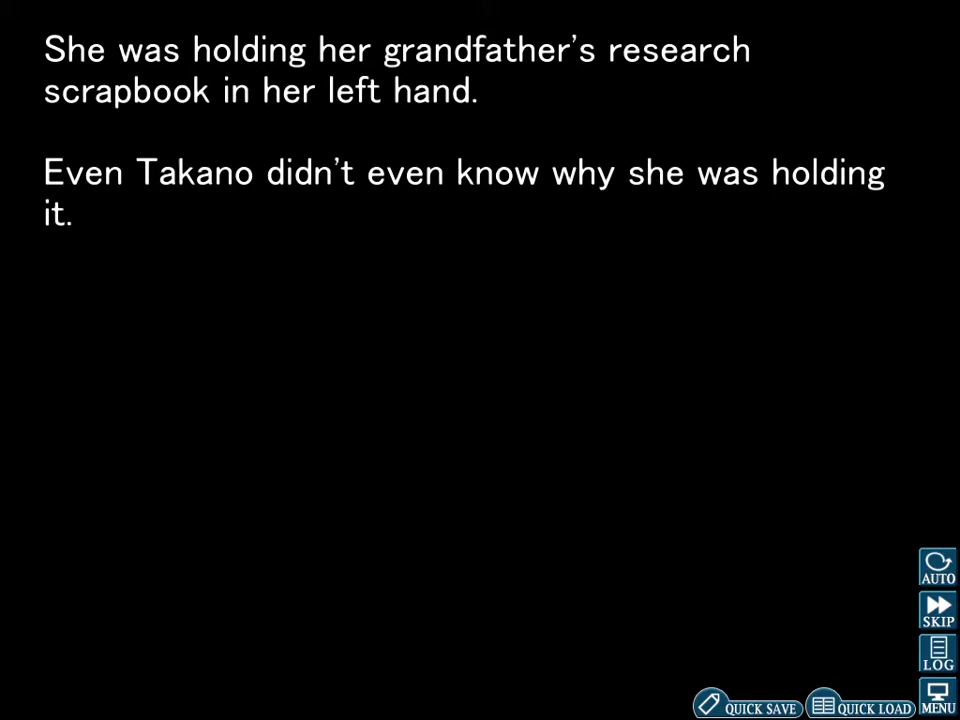 She was holding her grandfather's research
scrapbook in her left hand.
Even Takano didn't even know why she was holding
it.
AUTO
SKIP
LOG
QUICK SAVE
QUICK LOAD
MENU